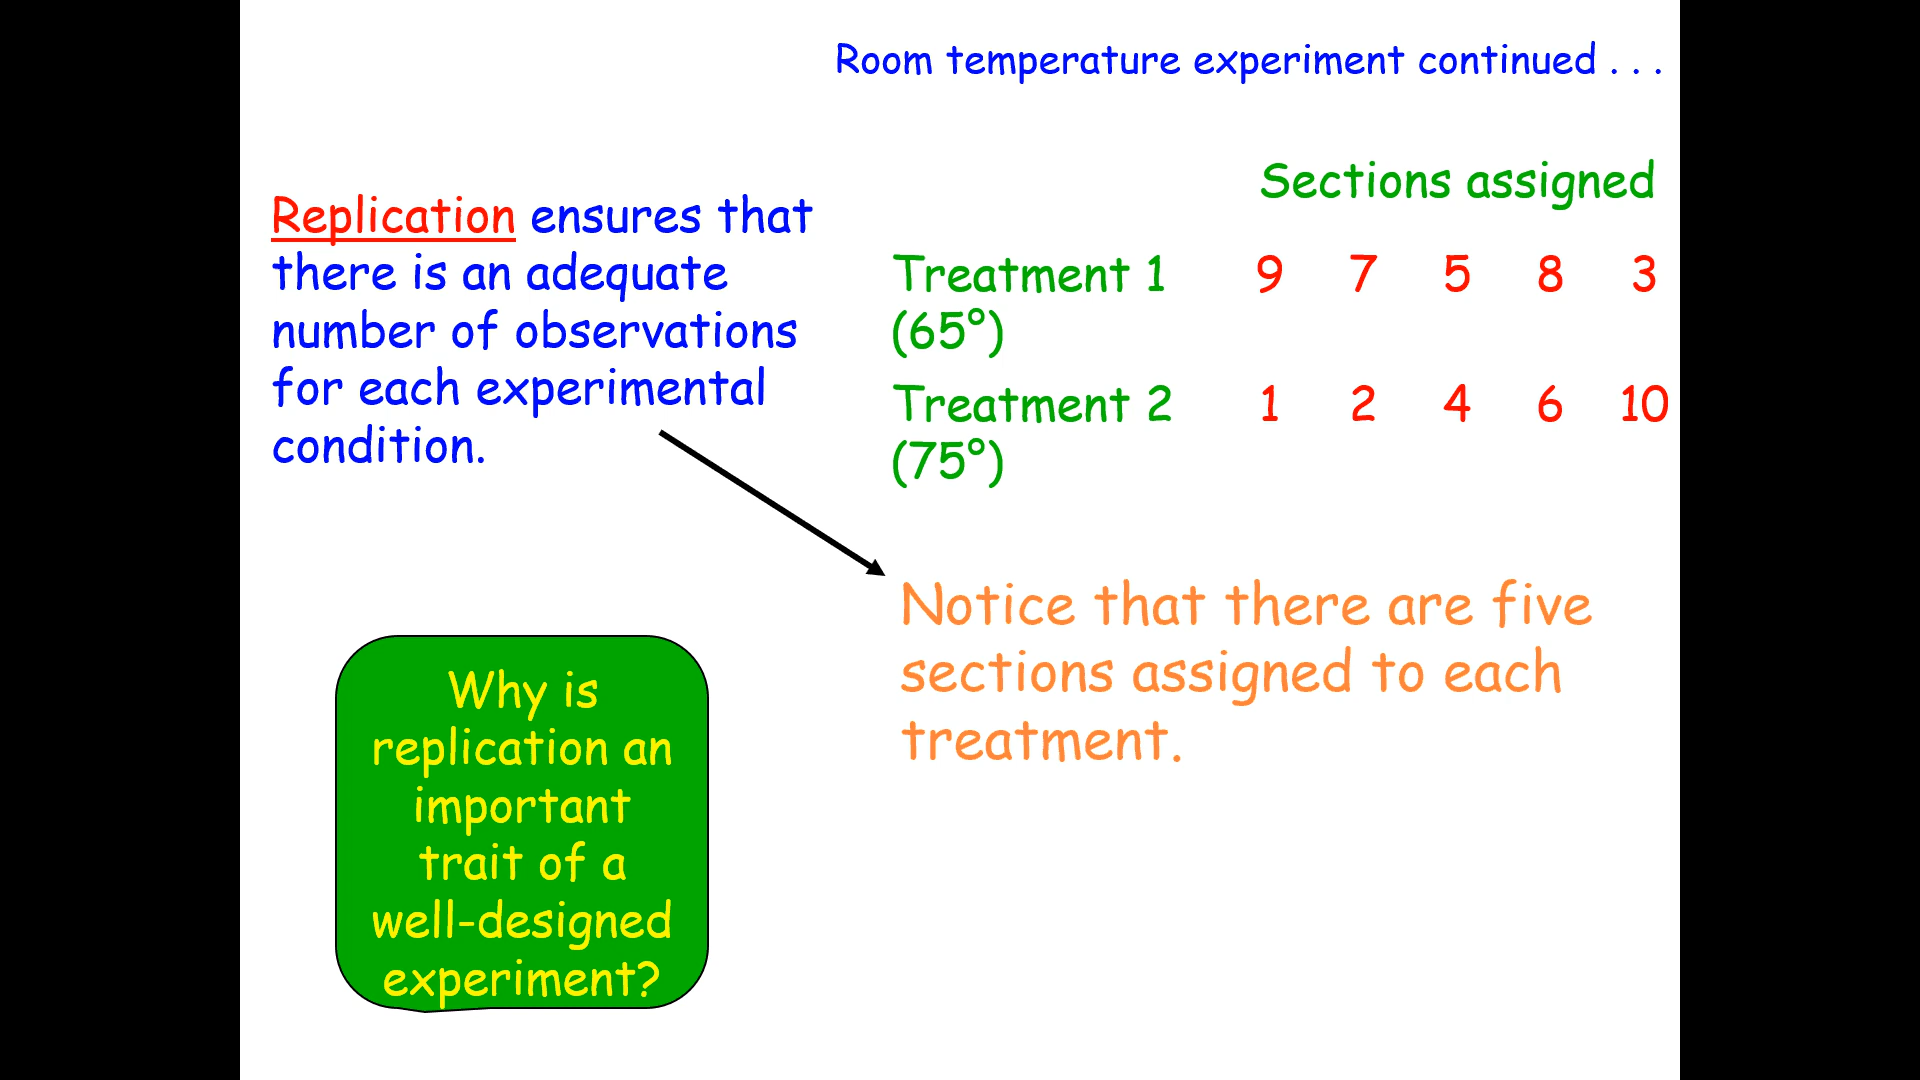 Room temperature experiment continued . . .
Replication ensures that
there is an adequate
number of observations
for each experimental
condition.
Sections assigned
Treatment 1 9 7 5 8 3
(65°)
Treatment 2 1 2 4 6 10
(75°)
Notice that there are five
sections assigned to each
treatment.
Why is
replication an
important
trait of a
well-designed
experiment?